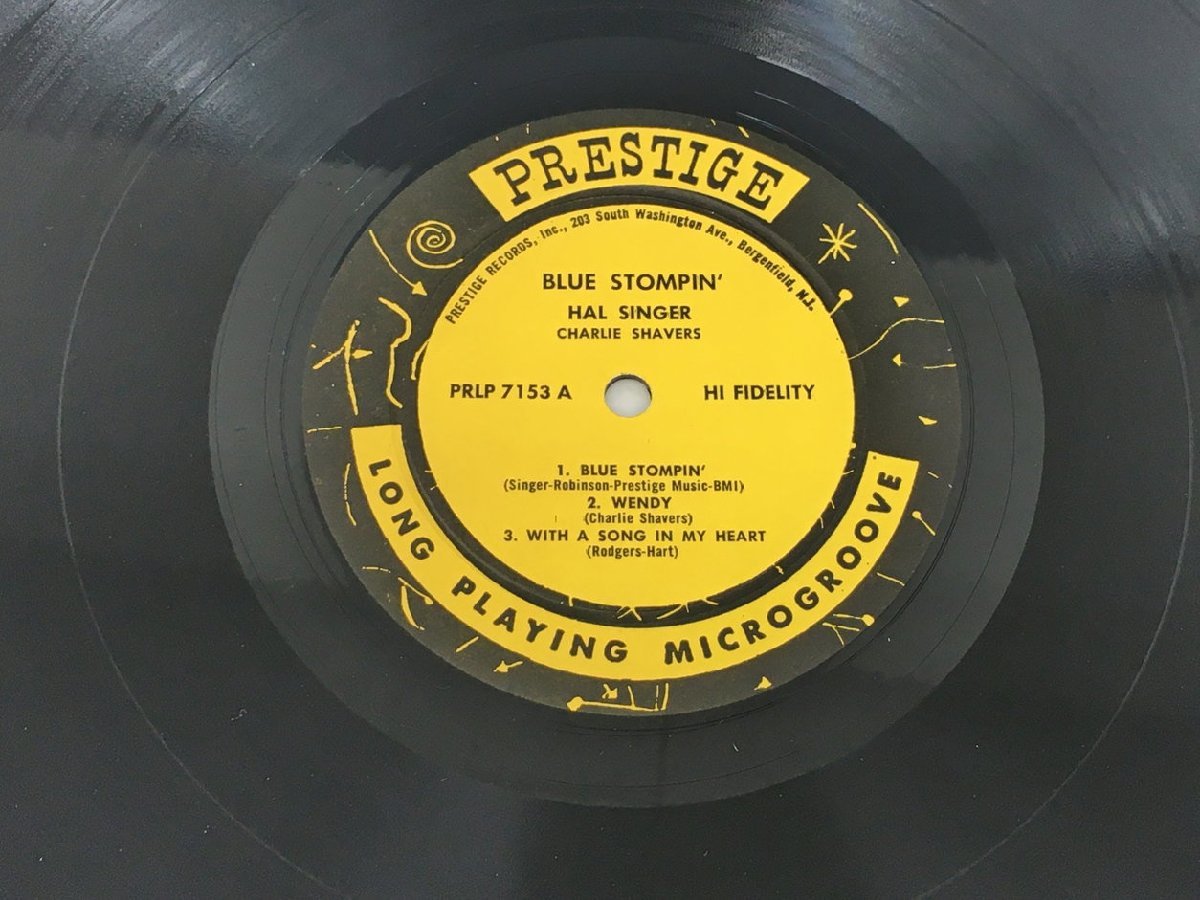 PRESTIGE
PRESTIGE RECORDS, Inc., 203 South Washington Ave., Bergenfield, N.J.
BLUE STOMPIN'
HAL SINGER
CHARLIE SHAVERS
PRLP 7153 A HI FIDELITY
1. BLUE STOMPIN'
(Singer-Robinson-Prestige Music-BMI)
2. WENDY
(Charlie Shavers)
3. WITH A SONG IN MY HEART
(Rodgers-Hart)
LONG PLAYING MICROGROOVE